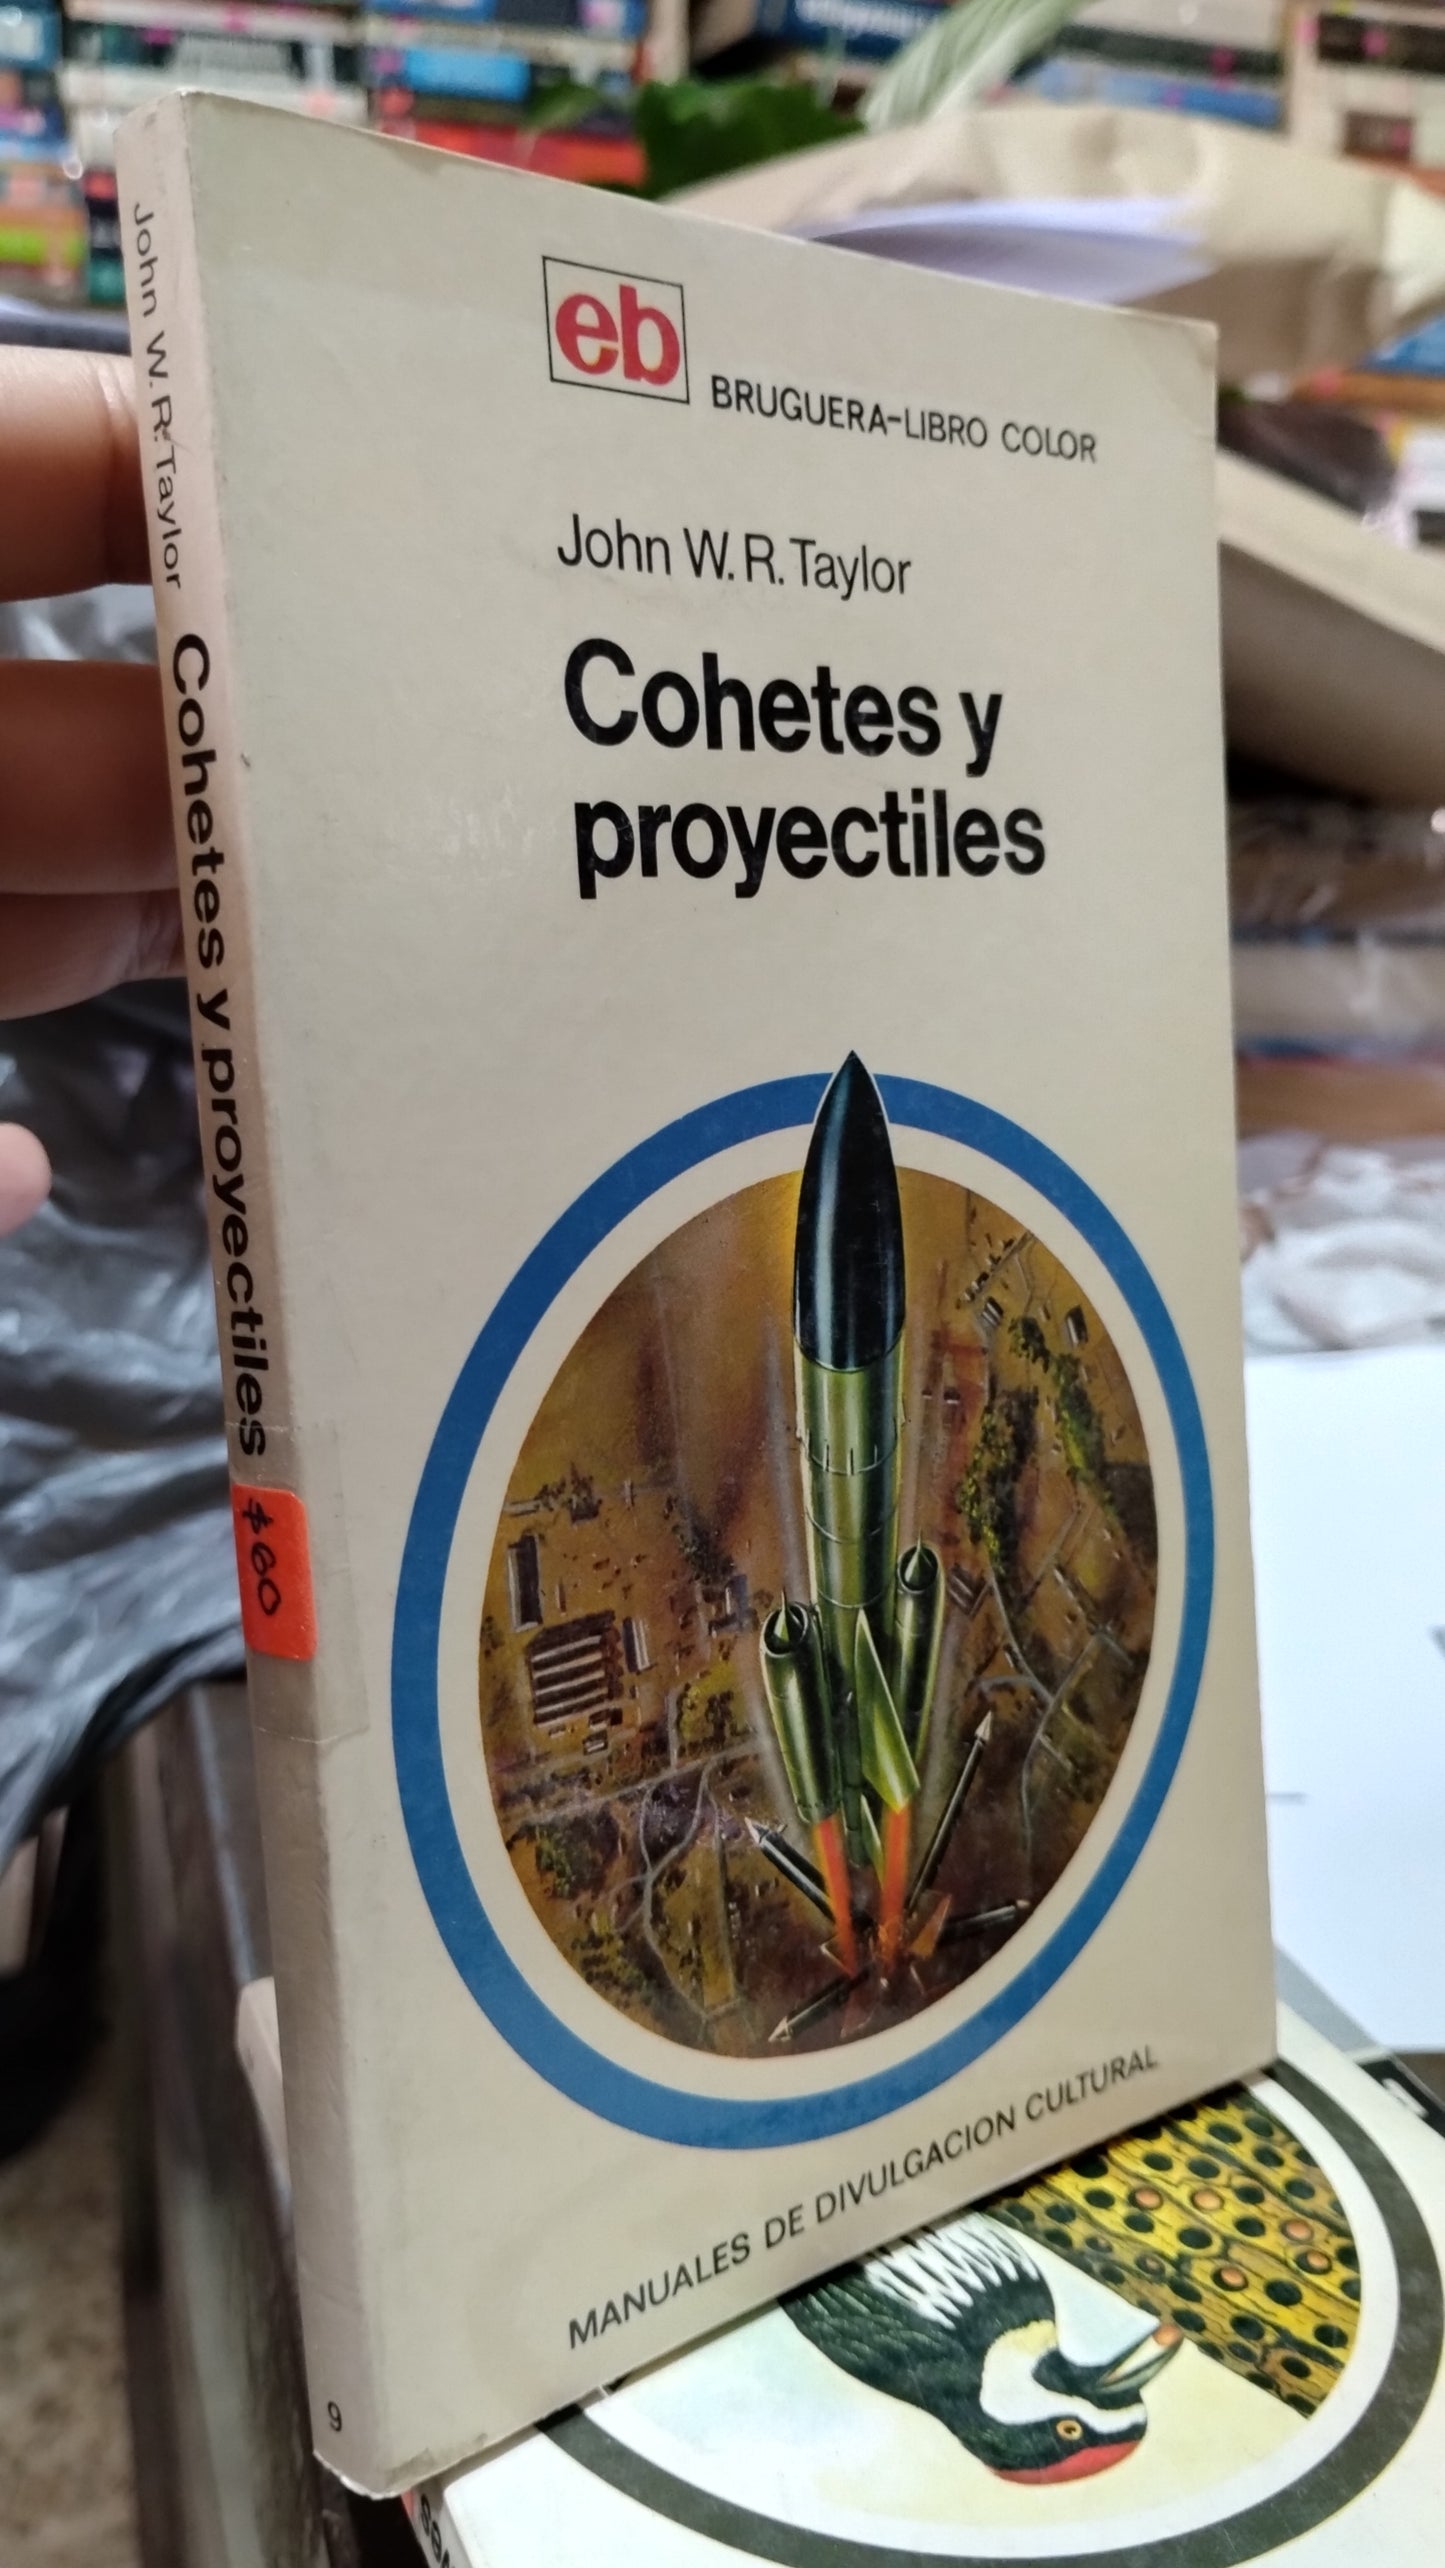 eb
BRUGUERA-LIBRO COLOR
John W. R. Taylor
Cohetes y
proyectiles
MANUALES DE DIVULGACION CULTURAL
John W. R. Taylor Cohetes y proyectiles
$60
9